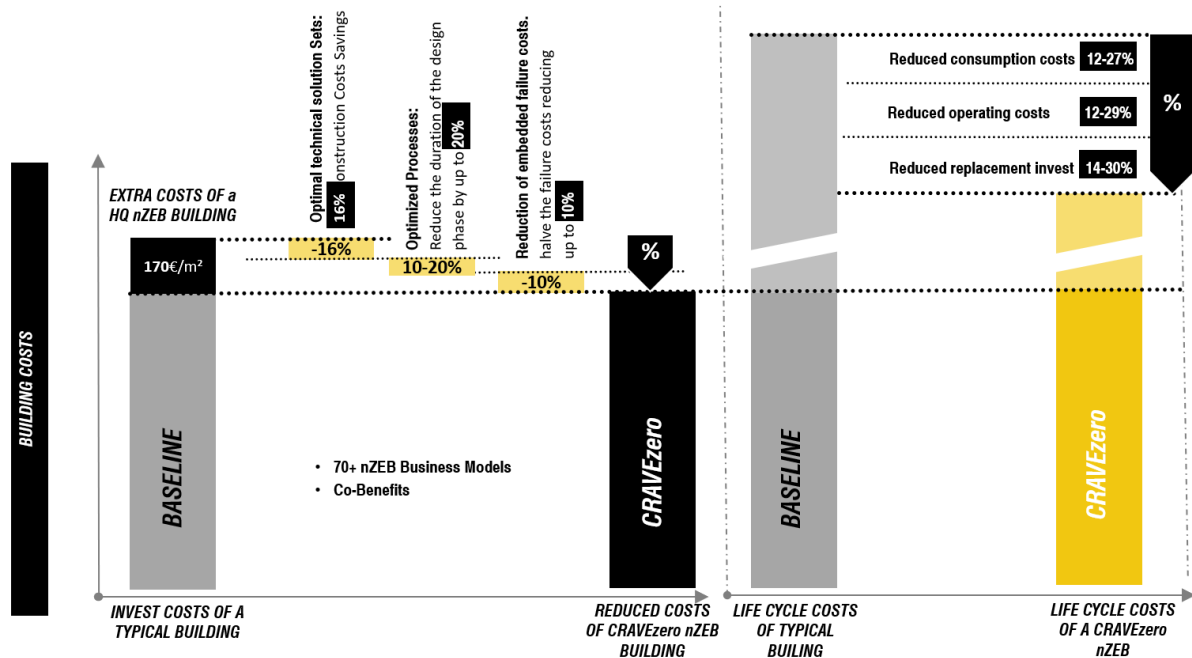 BUILDING COSTS
EXTRA COSTS OF a
HQ nZEB BUILDING
170€/m²
BASELINE
INVEST COSTS OF A
TYPICAL BUILDING
Optimal technical solution Sets:
16% onstruction Costs Savings
-16%
Optimized Processes:
Reduce the duration of the design
phase by up to 20%
10-20%
Reduction of embedded failure costs.
halve the failure costs reducing
up to 10%
-10%
• 70+ nZEB Business Models
• Co-Benefits
%
CRAVEzero
REDUCED COSTS
OF CRAVEzero nZEB
BUILDING
BASELINE
LIFE CYCLE COSTS
OF TYPICAL
BUILING
Reduced consumption costs 12-27%
Reduced operating costs 12-29%
Reduced replacement invest 14-30%
%
CRAVEzero
LIFE CYCLE COSTS
OF A CRAVEzero
nZEB